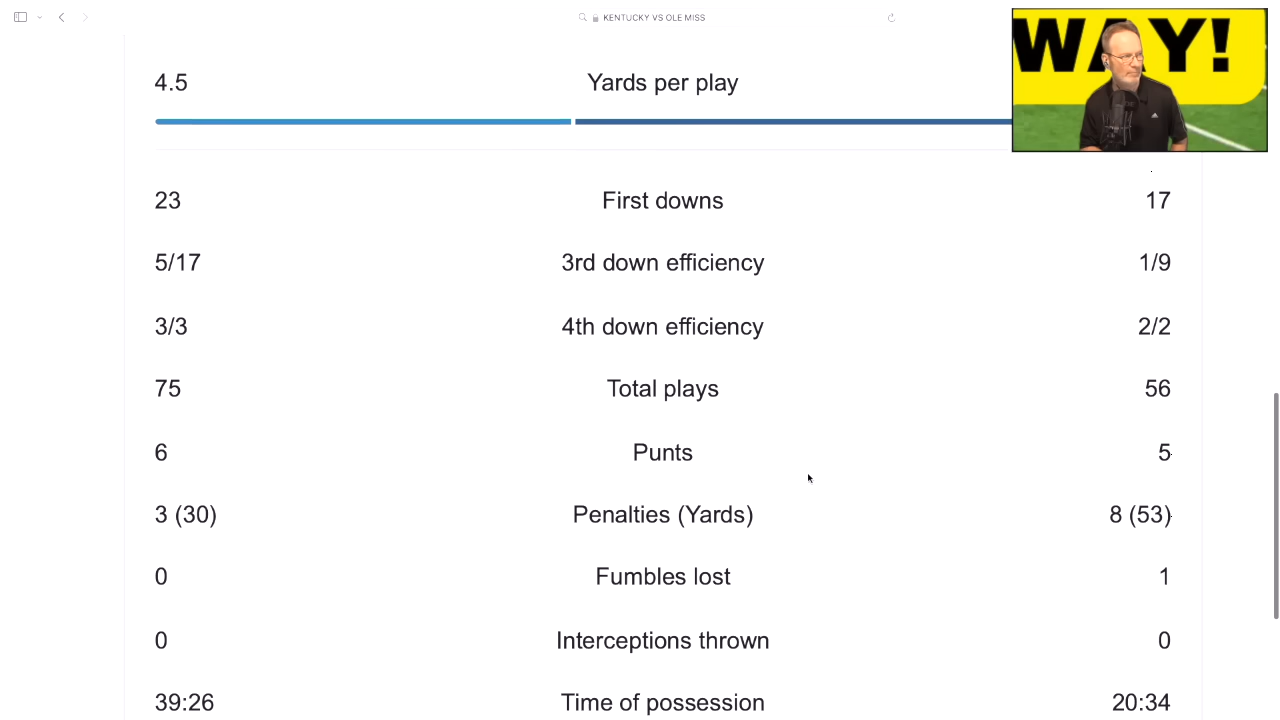 KENTUCKY VS OLE MISS
WAY!
4.5 Yards per play
23 First downs 17
5/17 3rd down efficiency 1/9
3/3 4th down efficiency 2/2
75 Total plays 56
6 Punts 5
3 (30) Penalties (Yards) 8 (53)
0 Fumbles lost 1
0 Interceptions thrown 0
39:26 Time of possession 20:34